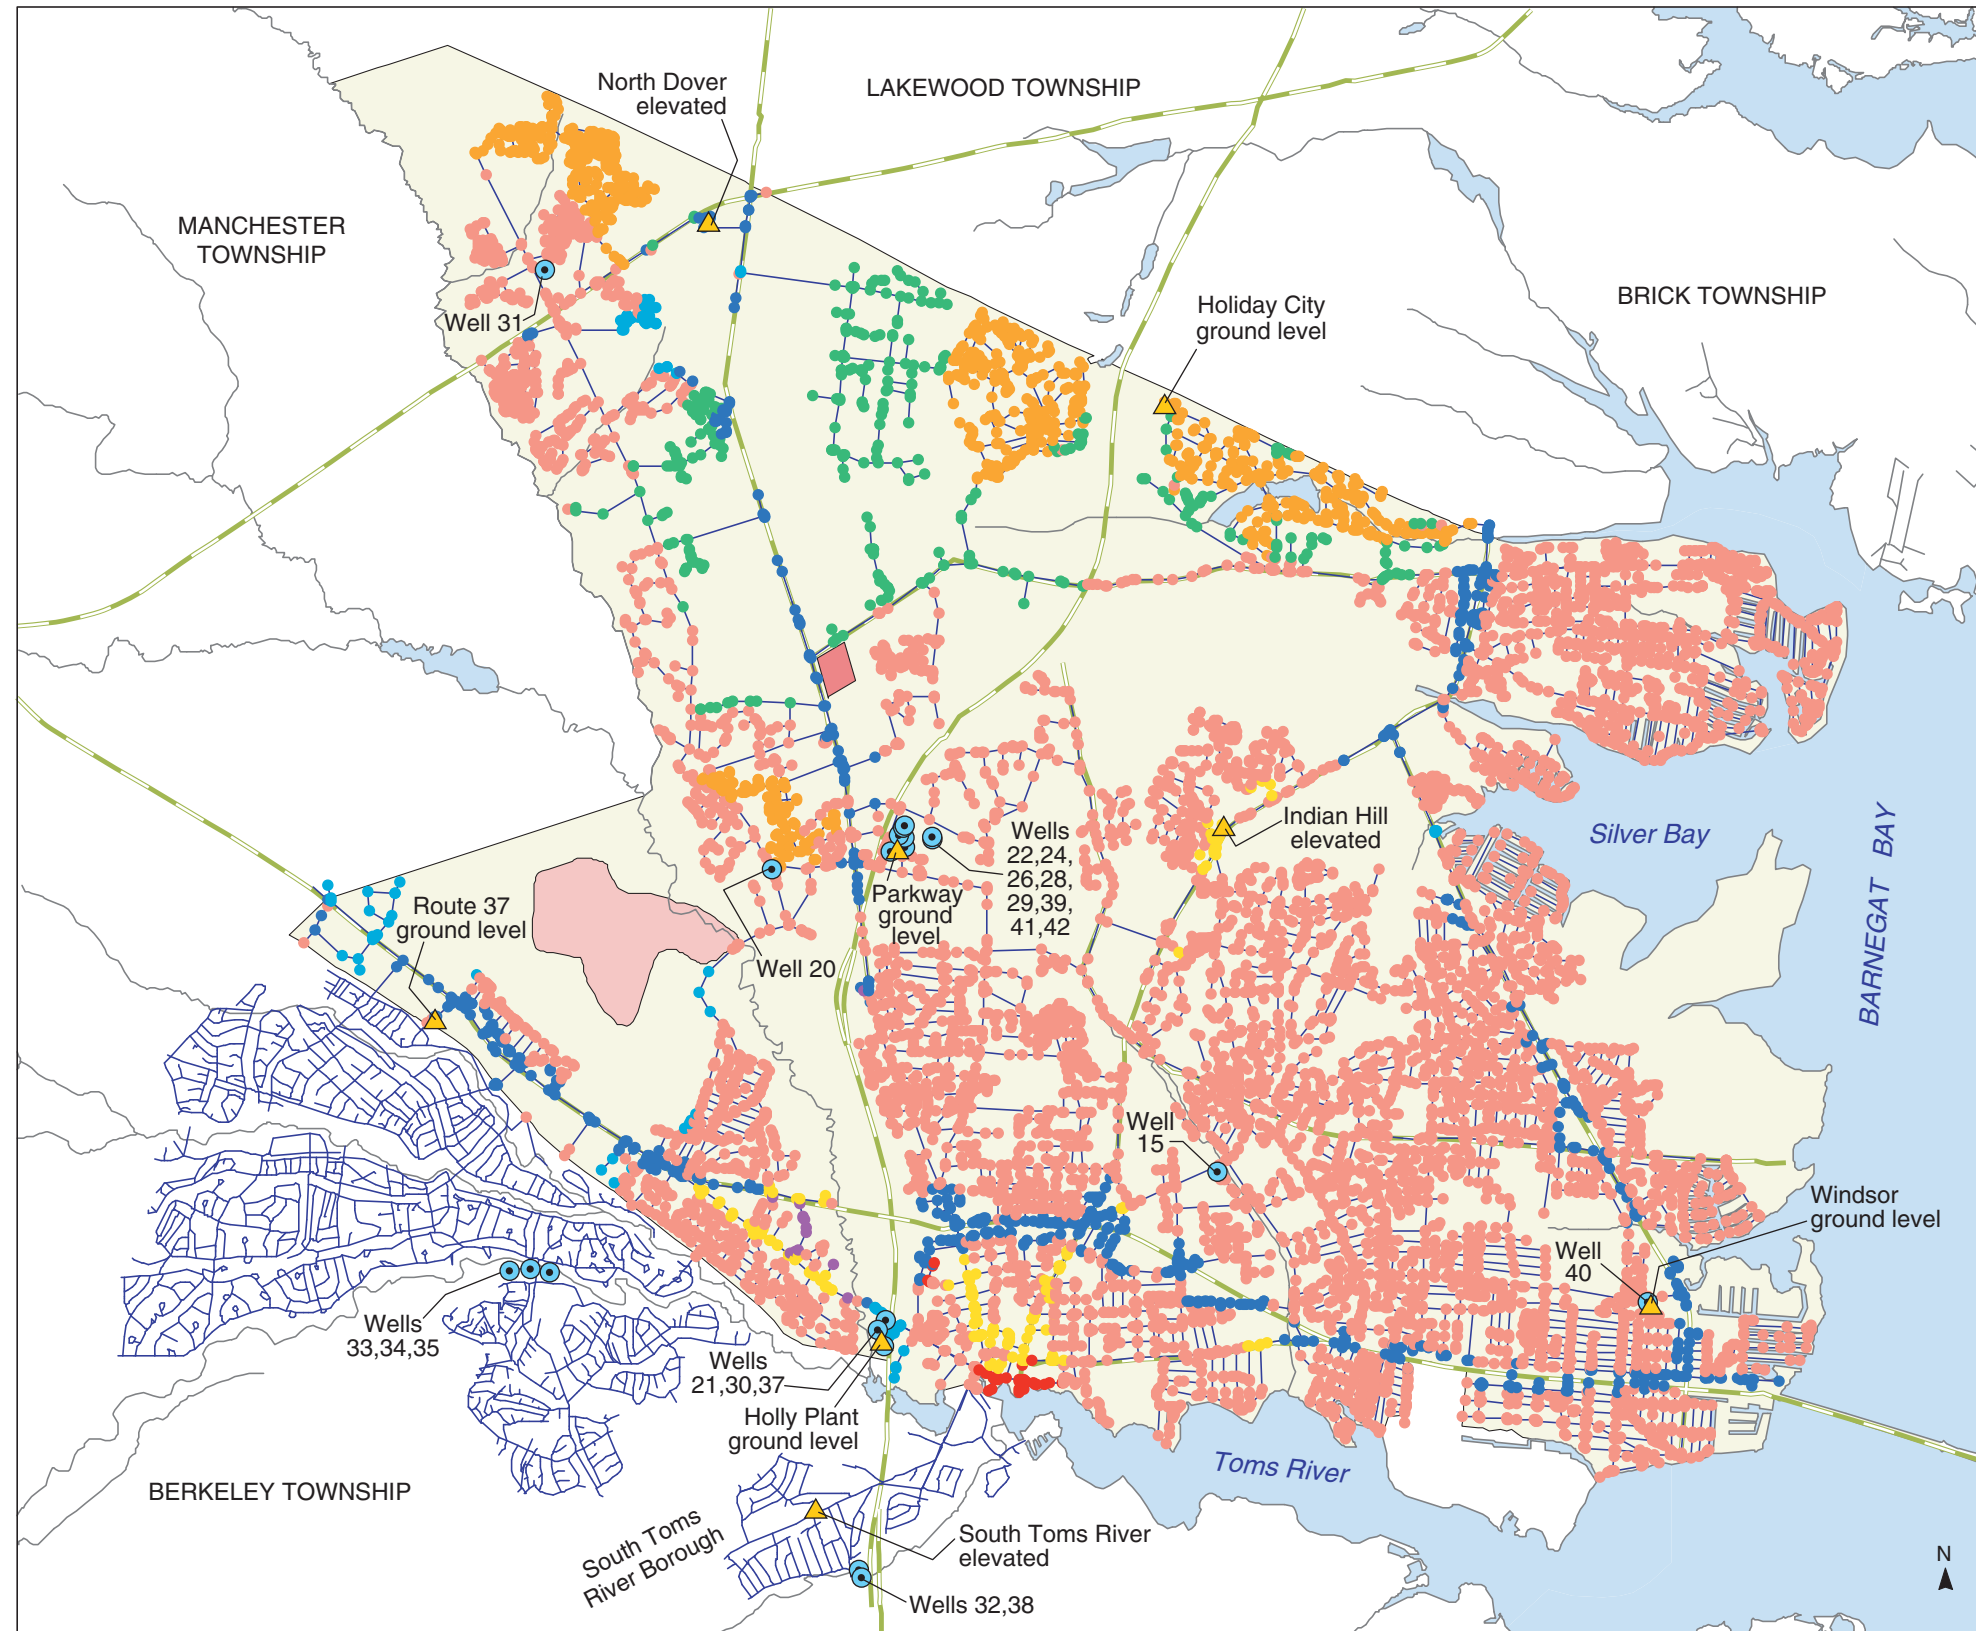 North Dover
elevated
LAKEWOOD TOWNSHIP
MANCHESTER
TOWNSHIP
BRICK TOWNSHIP
Holiday City
ground level
Well 31
Indian Hill
elevated
Silver Bay
BARNEGAT BAY
Wells
22,24,
26,28,
29,39,
41,42
Parkway
ground
level
Route 37
ground level
Well 20
Well
15
Windsor
ground level
Well
40
Wells
33,34,35
Wells
21,30,37
Holly Plant
ground level
Toms River
BERKELEY TOWNSHIP
South Toms
River Borough
South Toms River
elevated
Wells 32,38
N